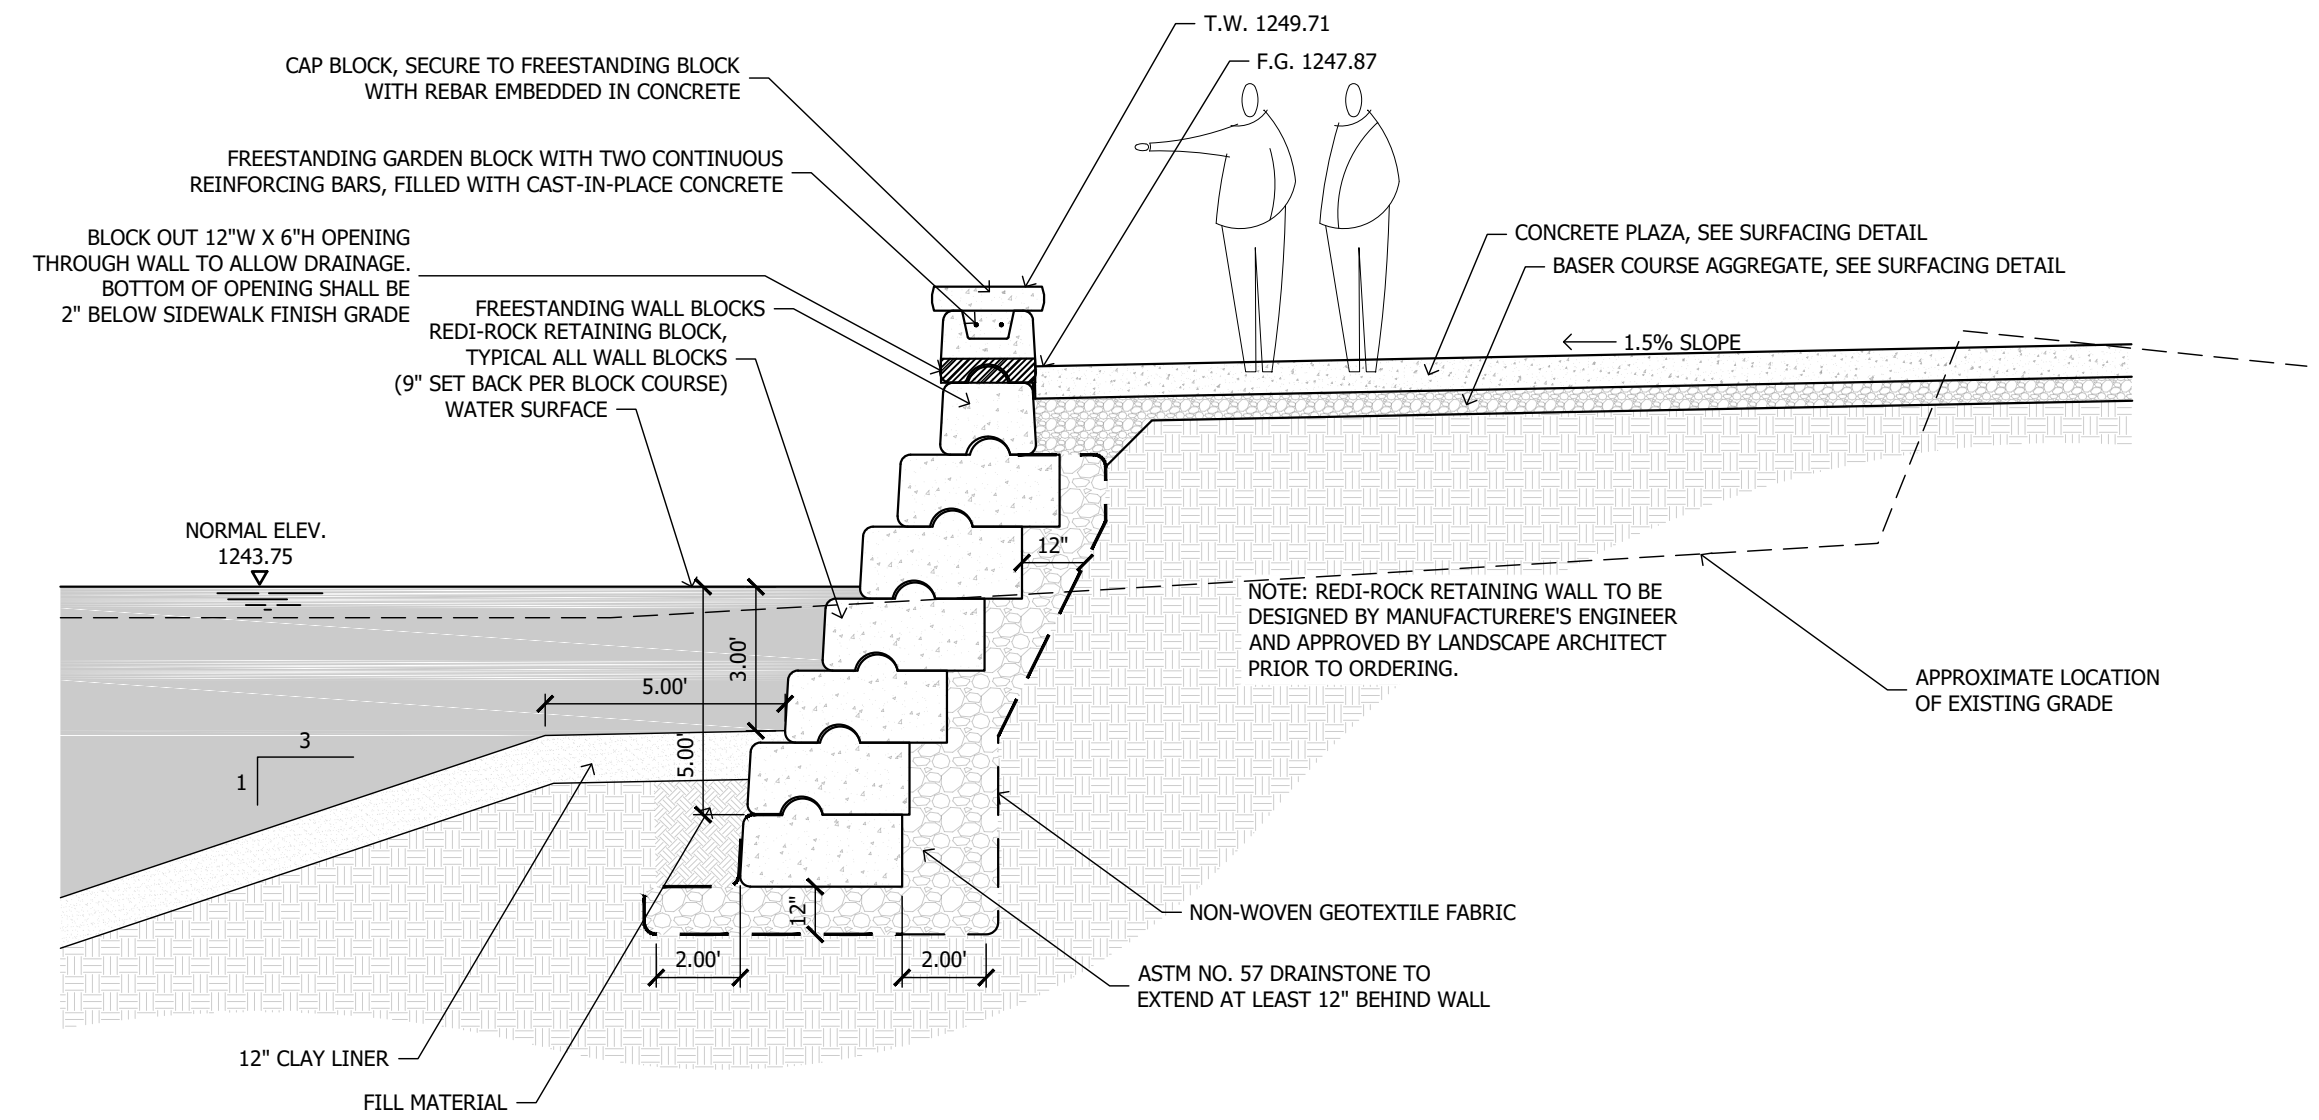 T.W. 1249.71
F.G. 1247.87
CAP BLOCK, SECURE TO FREESTANDING BLOCK
WITH REBAR EMBEDDED IN CONCRETE
FREESTANDING GARDEN BLOCK WITH TWO CONTINUOUS
REINFORCING BARS, FILLED WITH CAST-IN-PLACE CONCRETE
BLOCK OUT 12"W X 6"H OPENING
THROUGH WALL TO ALLOW DRAINAGE.
BOTTOM OF OPENING SHALL BE
2" BELOW SIDEWALK FINISH GRADE
FREESTANDING WALL BLOCKS
REDI-ROCK RETAINING BLOCK,
TYPICAL ALL WALL BLOCKS
(9" SET BACK PER BLOCK COURSE)
WATER SURFACE
CONCRETE PLAZA, SEE SURFACING DETAIL
BASER COURSE AGGREGATE, SEE SURFACING DETAIL
1.5% SLOPE
NORMAL ELEV.
1243.75
12"
NOTE: REDI-ROCK RETAINING WALL TO BE
DESIGNED BY MANUFACTURERE'S ENGINEER
AND APPROVED BY LANDSCAPE ARCHITECT
PRIOR TO ORDERING.
3.00'
5.00'
5.00'
3
1
APPROXIMATE LOCATION
OF EXISTING GRADE
12"
2.00'
2.00'
NON-WOVEN GEOTEXTILE FABRIC
ASTM NO. 57 DRAINSTONE TO
EXTEND AT LEAST 12" BEHIND WALL
12" CLAY LINER
FILL MATERIAL